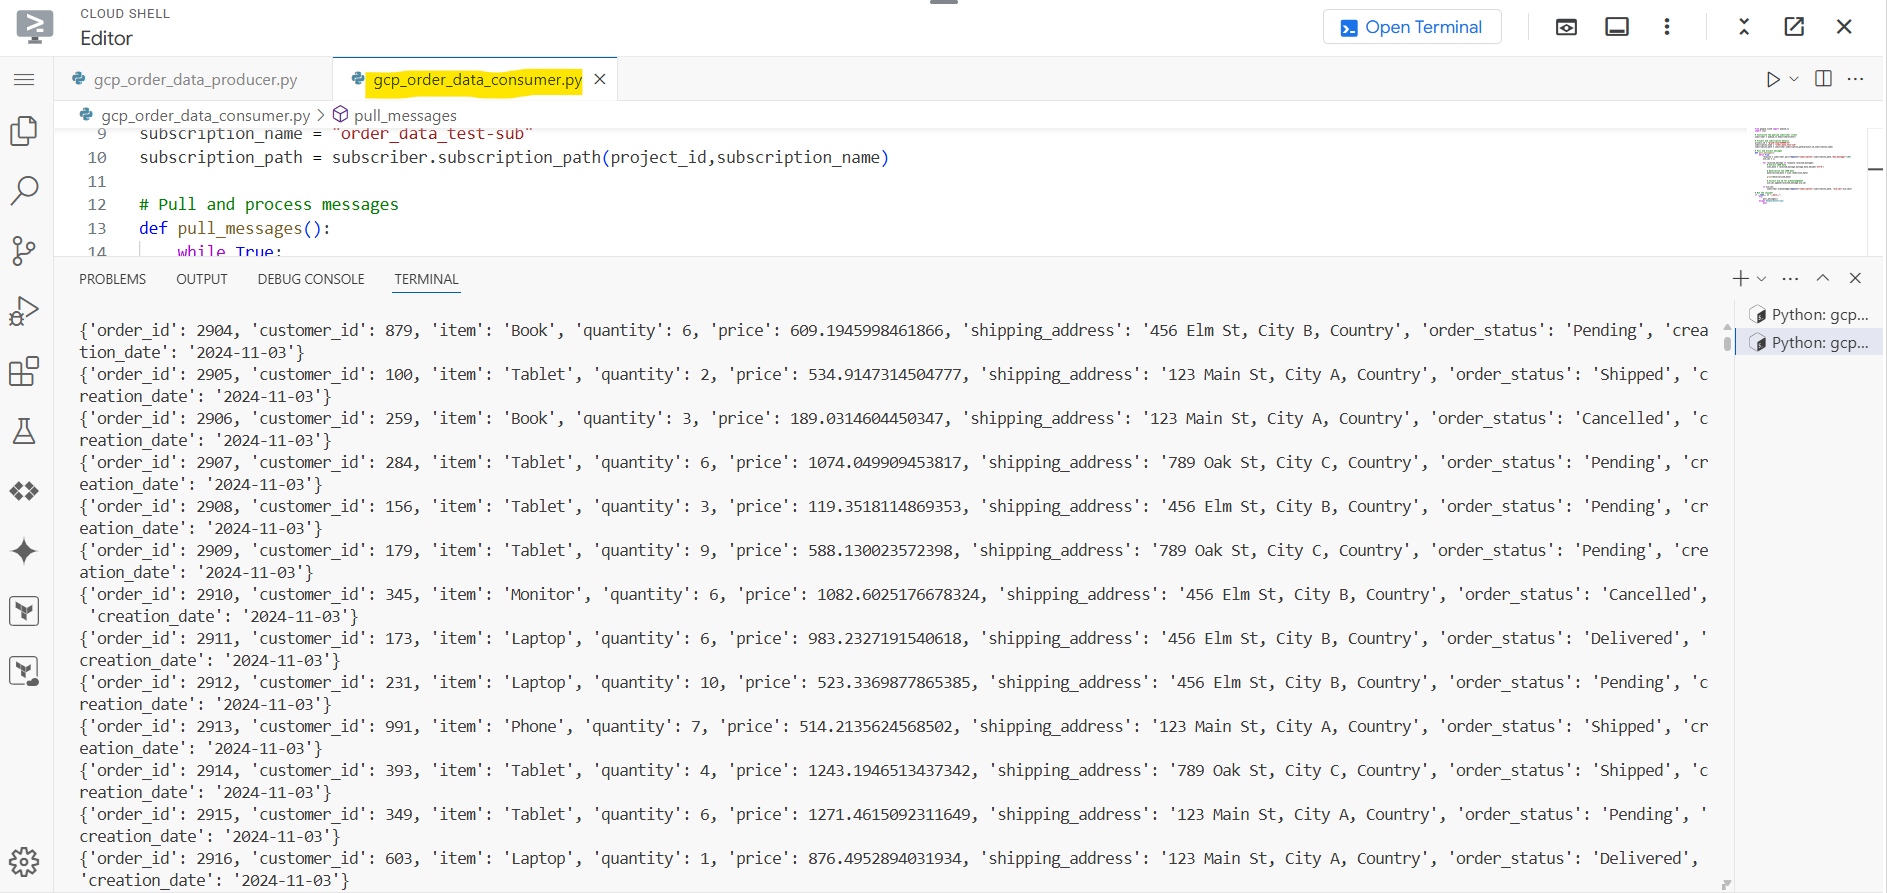 CLOUD SHELL
Editor
Open Terminal
gcp_order_data_producer.py
gcp_order_data_consumer.py
gcp_order_data_consumer.py > pull_messages
9 subscription_name = "order_data_test-sub"
10 subscription_path = subscriber.subscription_path(project_id,subscription_name)
11
12 # Pull and process messages
13 def pull_messages():
14 while True:
PROBLEMS OUTPUT DEBUG CONSOLE TERMINAL
Python: gcp...
Python: gcp...
{'order_id': 2904, 'customer_id': 879, 'item': 'Book', 'quantity': 6, 'price': 609.1945998461866, 'shipping_address': '456 Elm St, City B, Country', 'order_status': 'Pending', 'crea
tion_date': '2024-11-03'}
{'order_id': 2905, 'customer_id': 100, 'item': 'Tablet', 'quantity': 2, 'price': 534.9147314504777, 'shipping_address': '123 Main St, City A, Country', 'order_status': 'Shipped', 'c
reation_date': '2024-11-03'}
{'order_id': 2906, 'customer_id': 259, 'item': 'Book', 'quantity': 3, 'price': 189.0314604450347, 'shipping_address': '123 Main St, City A, Country', 'order_status': 'Cancelled', 'c
reation_date': '2024-11-03'}
{'order_id': 2907, 'customer_id': 284, 'item': 'Tablet', 'quantity': 6, 'price': 1074.049909453817, 'shipping_address': '789 Oak St, City C, Country', 'order_status': 'Pending', 'cr
eation_date': '2024-11-03'}
{'order_id': 2908, 'customer_id': 156, 'item': 'Tablet', 'quantity': 3, 'price': 119.3518114869353, 'shipping_address': '456 Elm St, City B, Country', 'order_status': 'Pending', 'cr
eation_date': '2024-11-03'}
{'order_id': 2909, 'customer_id': 179, 'item': 'Tablet', 'quantity': 9, 'price': 588.130023572398, 'shipping_address': '789 Oak St, City C, Country', 'order_status': 'Pending', 'cre
ation_date': '2024-11-03'}
{'order_id': 2910, 'customer_id': 345, 'item': 'Monitor', 'quantity': 6, 'price': 1082.6025176678324, 'shipping_address': '456 Elm St, City B, Country', 'order_status': 'Cancelled',
'creation_date': '2024-11-03'}
{'order_id': 2911, 'customer_id': 173, 'item': 'Laptop', 'quantity': 6, 'price': 983.2327191540618, 'shipping_address': '456 Elm St, City B, Country', 'order_status': 'Delivered', '
creation_date': '2024-11-03'}
{'order_id': 2912, 'customer_id': 231, 'item': 'Laptop', 'quantity': 10, 'price': 523.3369877865385, 'shipping_address': '456 Elm St, City B, Country', 'order_status': 'Pending', 'c
reation_date': '2024-11-03'}
{'order_id': 2913, 'customer_id': 991, 'item': 'Phone', 'quantity': 7, 'price': 514.2135624568502, 'shipping_address': '123 Main St, City A, Country', 'order_status': 'Shipped', 'cr
eation_date': '2024-11-03'}
{'order_id': 2914, 'customer_id': 393, 'item': 'Tablet', 'quantity': 4, 'price': 1243.1946513437342, 'shipping_address': '789 Oak St, City C, Country', 'order_status': 'Shipped', 'c
reation_date': '2024-11-03'}
{'order_id': 2915, 'customer_id': 349, 'item': 'Tablet', 'quantity': 6, 'price': 1271.4615092311649, 'shipping_address': '123 Main St, City A, Country', 'order_status': 'Pending', '
creation_date': '2024-11-03'}
{'order_id': 2916, 'customer_id': 603, 'item': 'Laptop', 'quantity': 1, 'price': 876.4952894031934, 'shipping_address': '123 Main St, City A, Country', 'order_status': 'Delivered',
'creation_date': '2024-11-03'}